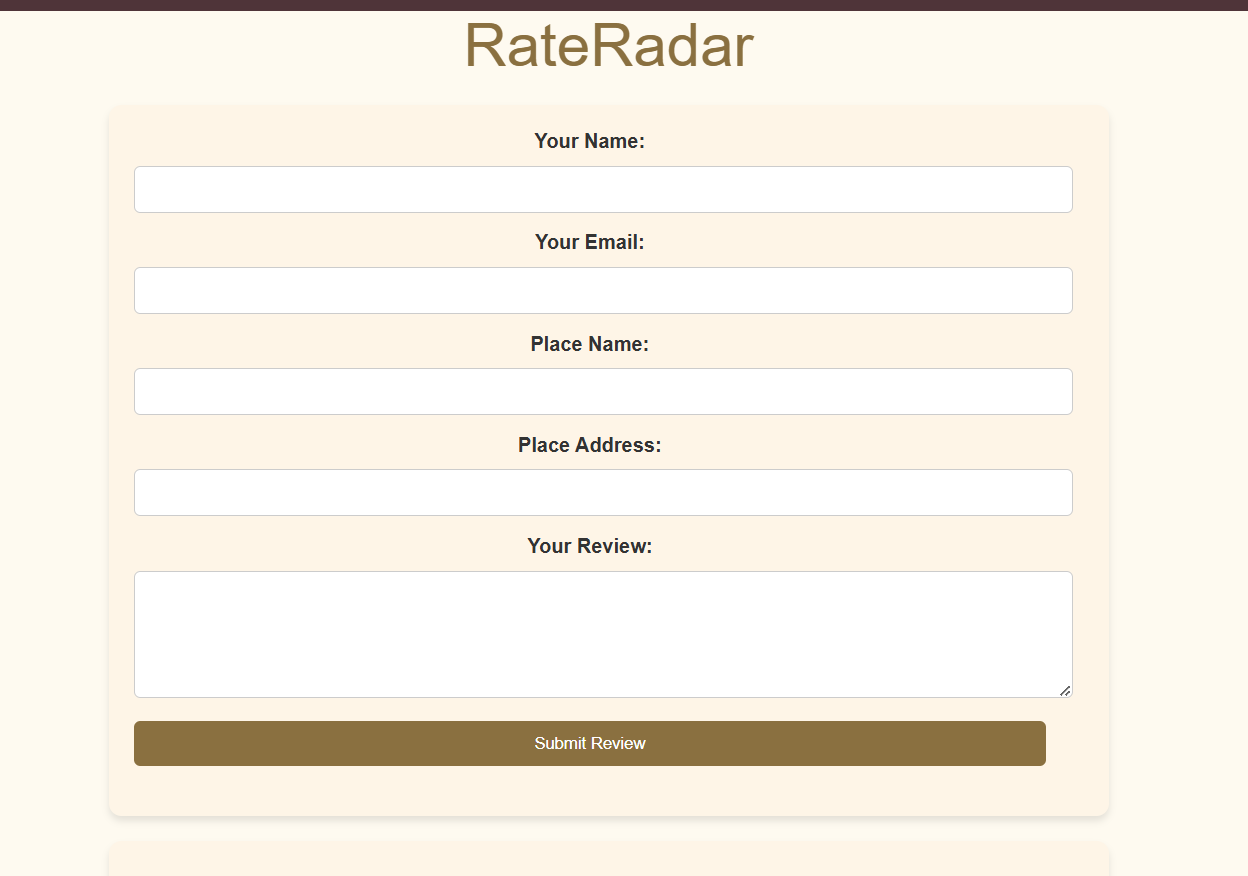 RateRadar
Your Name:
Your Email:
Place Name:
Place Address:
Your Review:
Submit Review